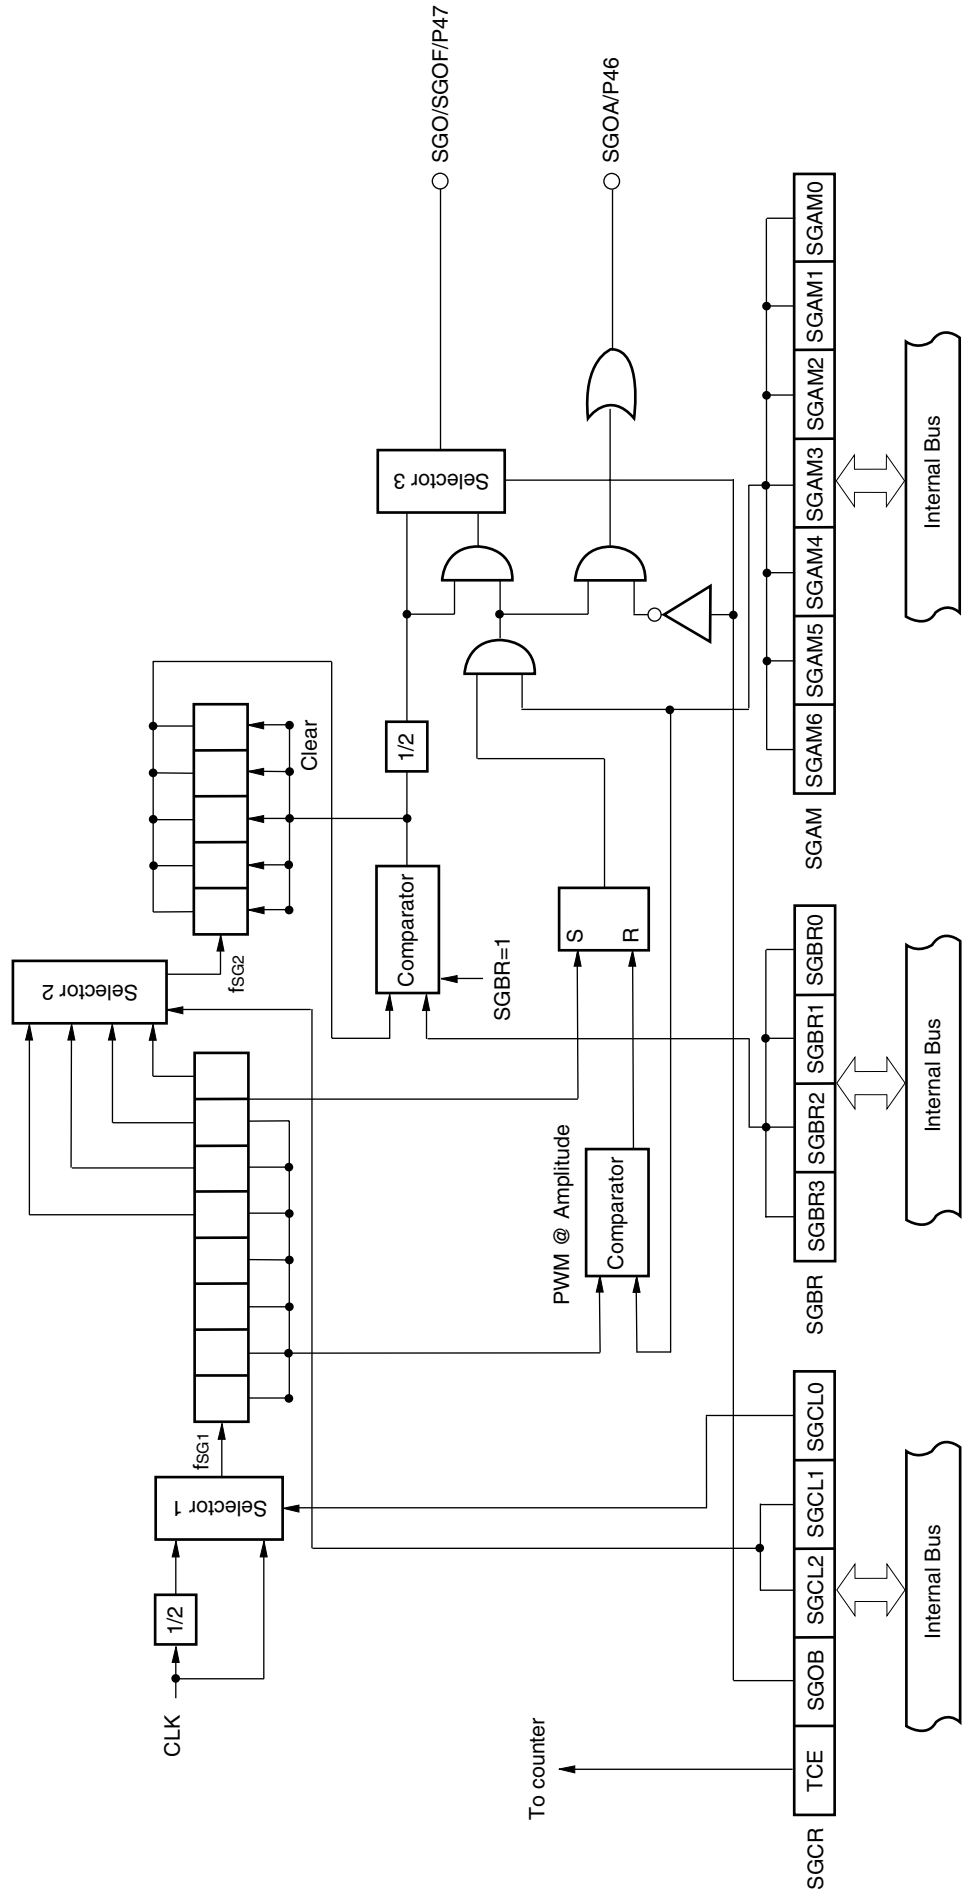 CLK
1/2
Selector 1
fSG1
Selector 2
fSG2
Clear
Comparator
SGBR=1
1/2
PWM @ Amplitude
Comparator
S
R
Selector 3
SGO/SGOF/P47
SGOA/P46
To counter
SGCR
TCE
SGOB
SGCL2
SGCL1
SGCL0
SGBR
SGBR3
SGBR2
SGBR1
SGBR0
SGAM
SGAM6
SGAM5
SGAM4
SGAM3
SGAM2
SGAM1
SGAM0
Internal Bus
Internal Bus
Internal Bus